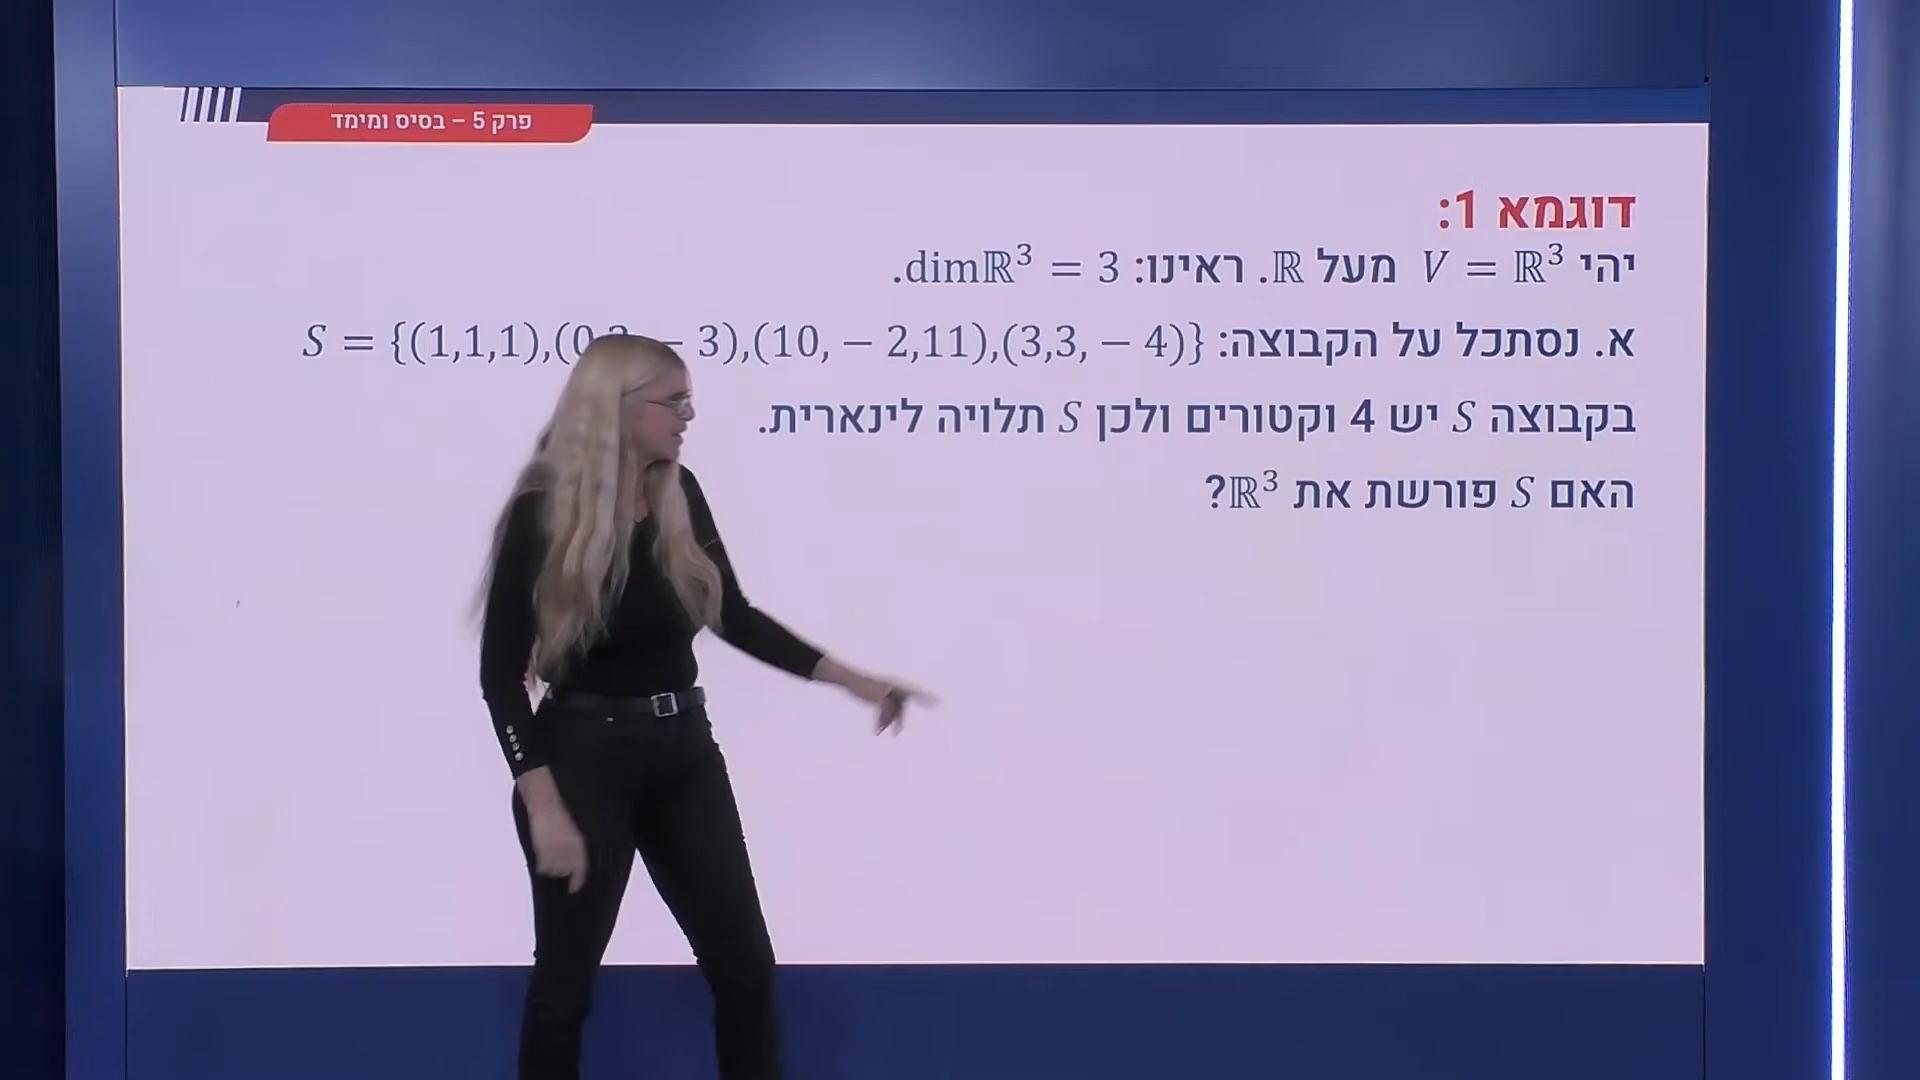 פרק 5 – בסיס ומימד
דוגמא 1:
יהי V = ℝ³ מעל ℝ. ראינו: dimℝ³ = 3.
א. נסתכל על הקבוצה: S = {(1,1,1),(0, – 3),(10, – 2,11),(3,3, – 4)}
בקבוצה S יש 4 וקטורים ולכן S תלויה לינארית.
האם S פורשת את ℝ³?